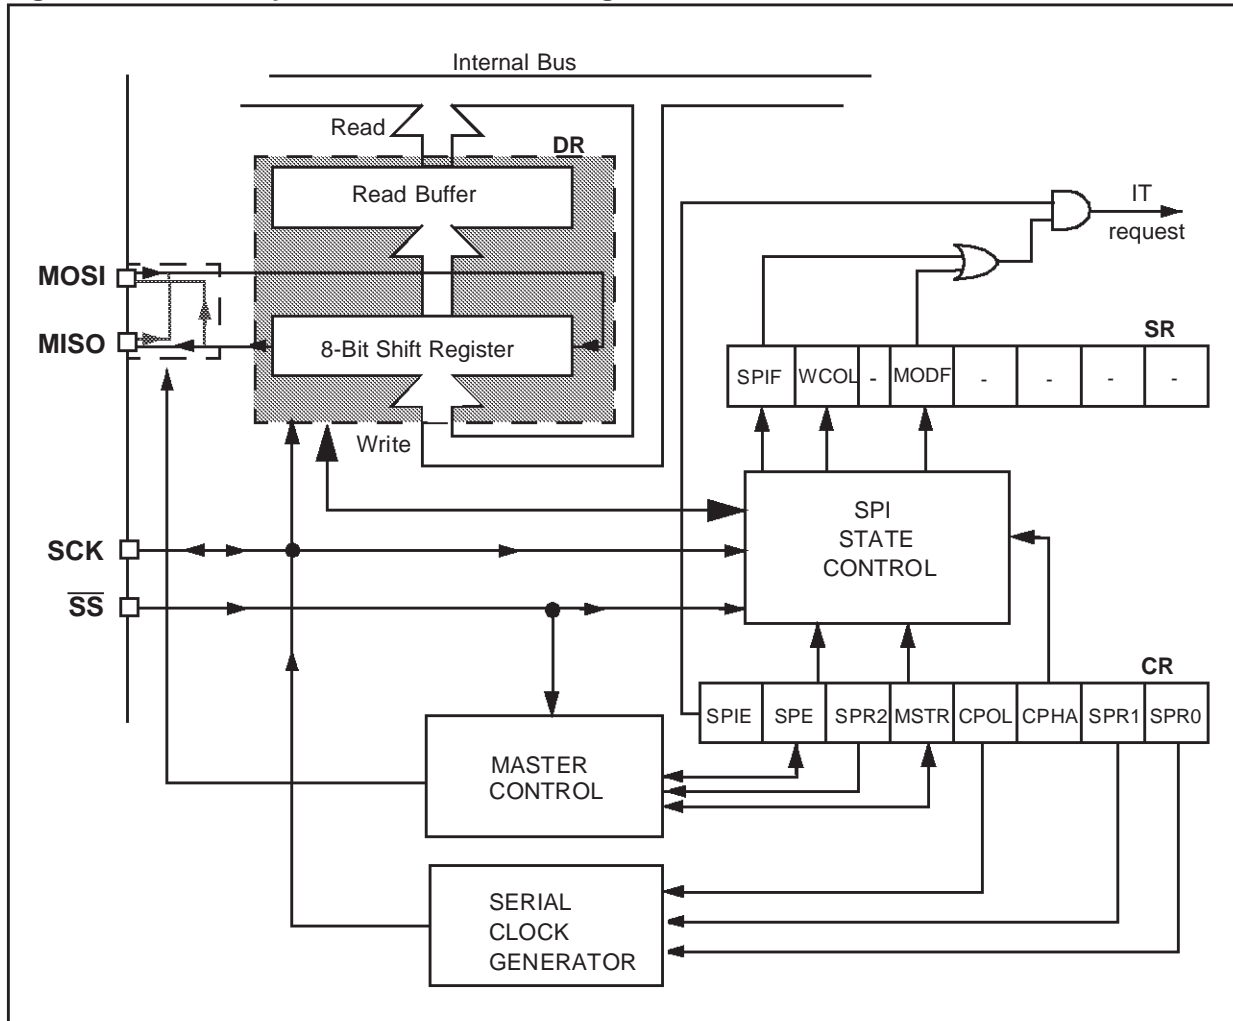 Internal Bus
Read
DR
Read Buffer
IT
request
MOSI
MISO
8-Bit Shift Register
SR
SPIF WCOL - MODF - - - -
Write
SPI
STATE
CONTROL
SCK
SS
CR
SPIE SPE SPR2 MSTR CPOL CPHA SPR1 SPR0
MASTER
CONTROL
SERIAL
CLOCK
GENERATOR